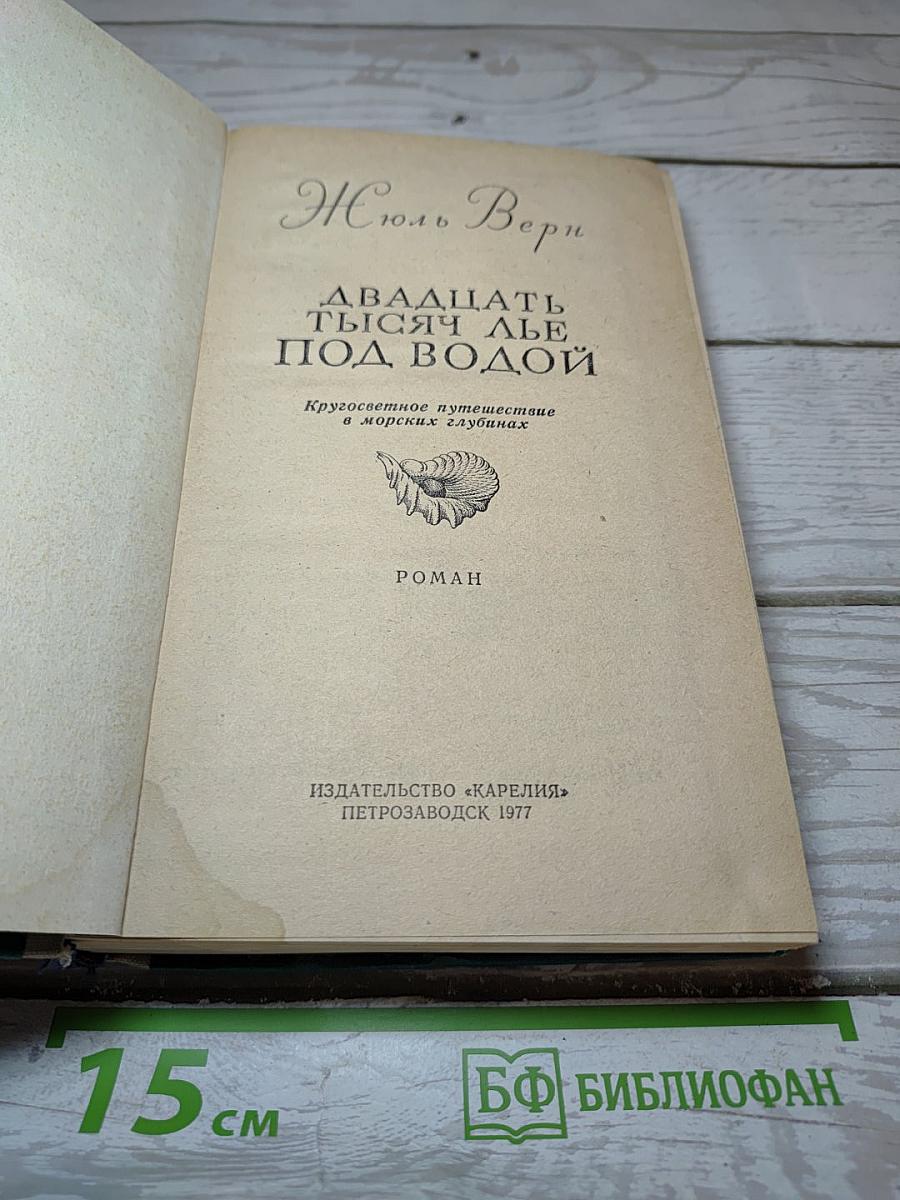 Жюль Верн
ДВАДЦАТЬ
ТЫСЯЧ ЛЬЕ
ПОД ВОДОЙ
Кругосветное путешествие
в морских глубинах
РОМАН
ИЗДАТЕЛЬСТВО «КАРЕЛИЯ»
ПЕТРОЗАВОДСК 1977
15 см
БФ БИБЛИОФАН